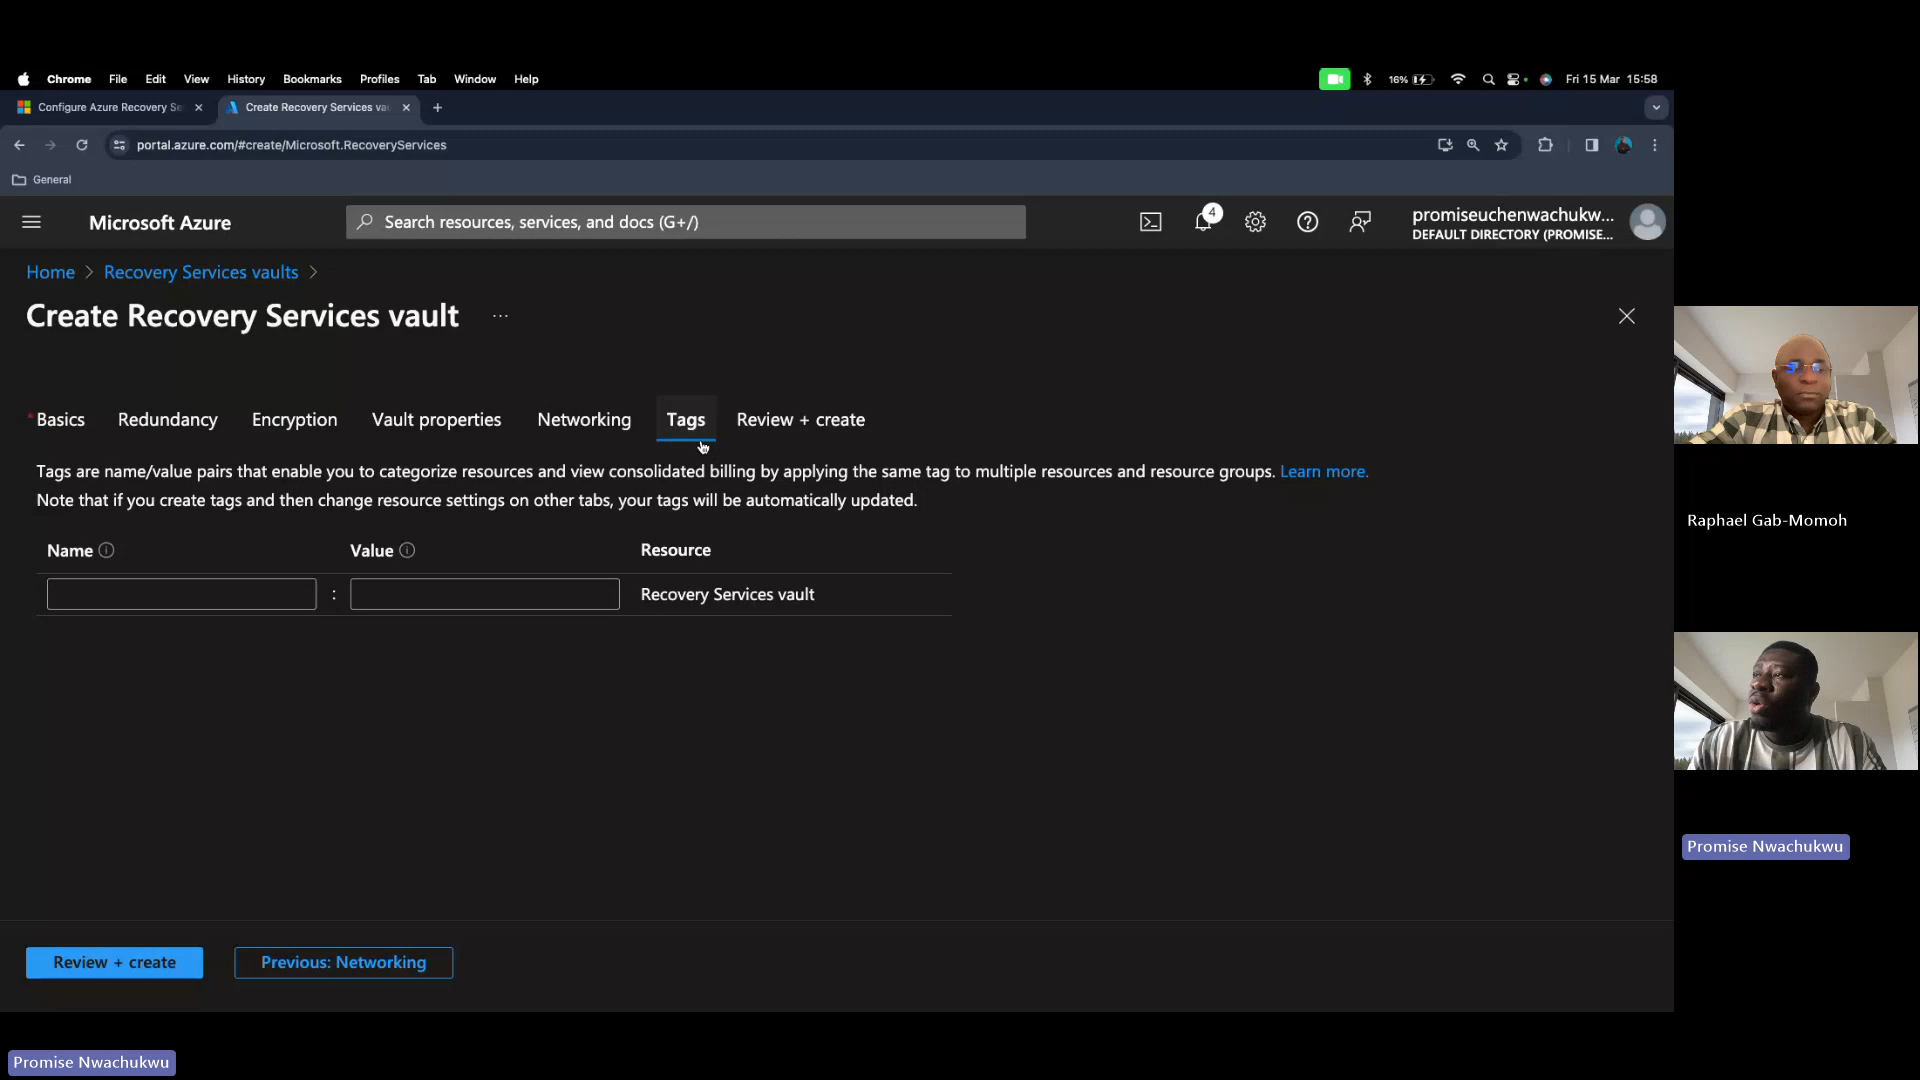 Chrome File Edit View History Bookmarks Profiles Tab Window Help 16% Fri 15 Mar 15:58
Configure Azure Recovery Se Create Recovery Services va
portal.azure.com/#create/Microsoft.RecoveryServices
General
Microsoft Azure Search resources, services, and docs (G+/) 4 promiseuchenwachukw...
DEFAULT DIRECTORY (PROMISE...
Home > Recovery Services vaults >
Create Recovery Services vault ...
* Basics Redundancy Encryption Vault properties Networking Tags Review + create
Tags are name/value pairs that enable you to categorize resources and view consolidated billing by applying the same tag to multiple resources and resource groups. Learn more.
Note that if you create tags and then change resource settings on other tabs, your tags will be automatically updated.
Name Value Resource
: Recovery Services vault
Review + create Previous: Networking
Raphael Gab-Momoh
Promise Nwachukwu
Promise Nwachukwu